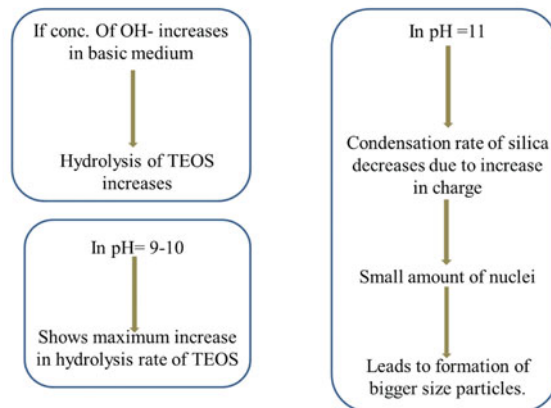 If conc. Of OH- increases
in basic medium
Hydrolysis of TEOS
increases
In pH= 9-10
Shows maximum increase
in hydrolysis rate of TEOS
In pH =11
Condensation rate of silica
decreases due to increase
in charge
Small amount of nuclei
Leads to formation of
bigger size particles.